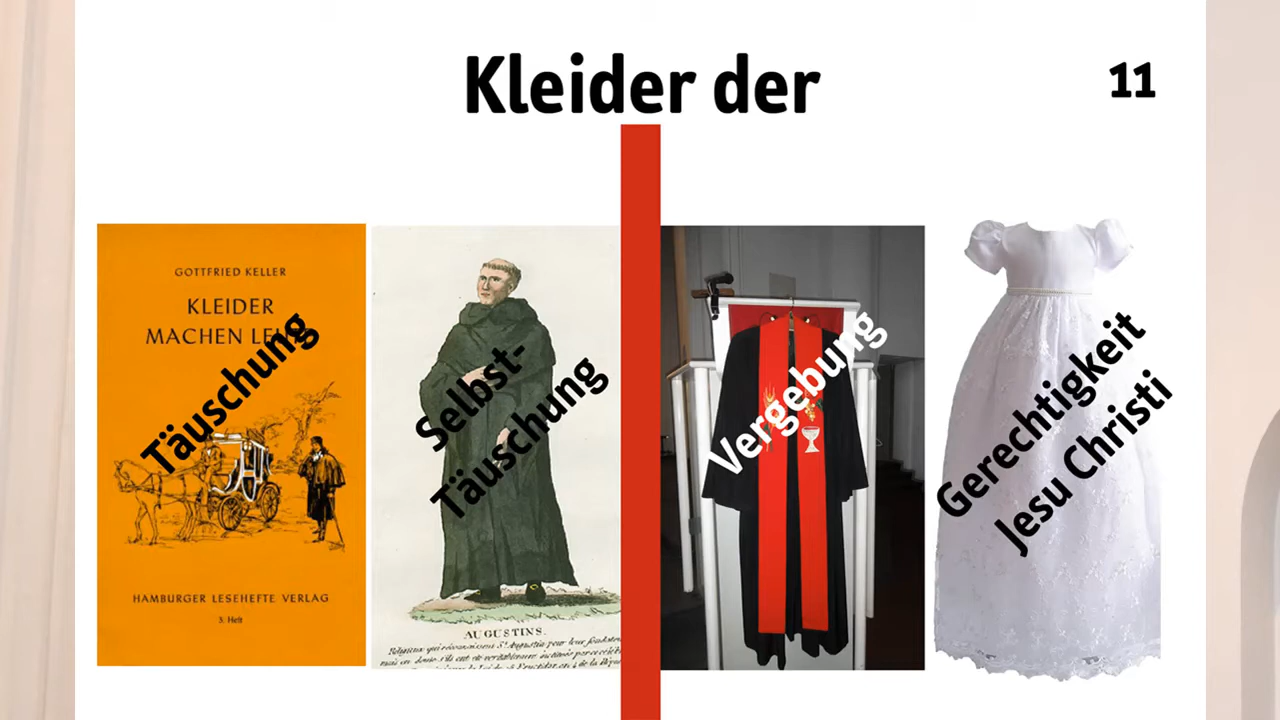 Kleider der
11
GOTTFRIED KELLER
KLEIDER
MACHEN
Täuschung
HAMBURGER LESEHEFTE VERLAG
3. Heft
Selbst-
Täuschung
AUGUSTINS.
Vergebung
Gerechtigkeit
Jesu Christi